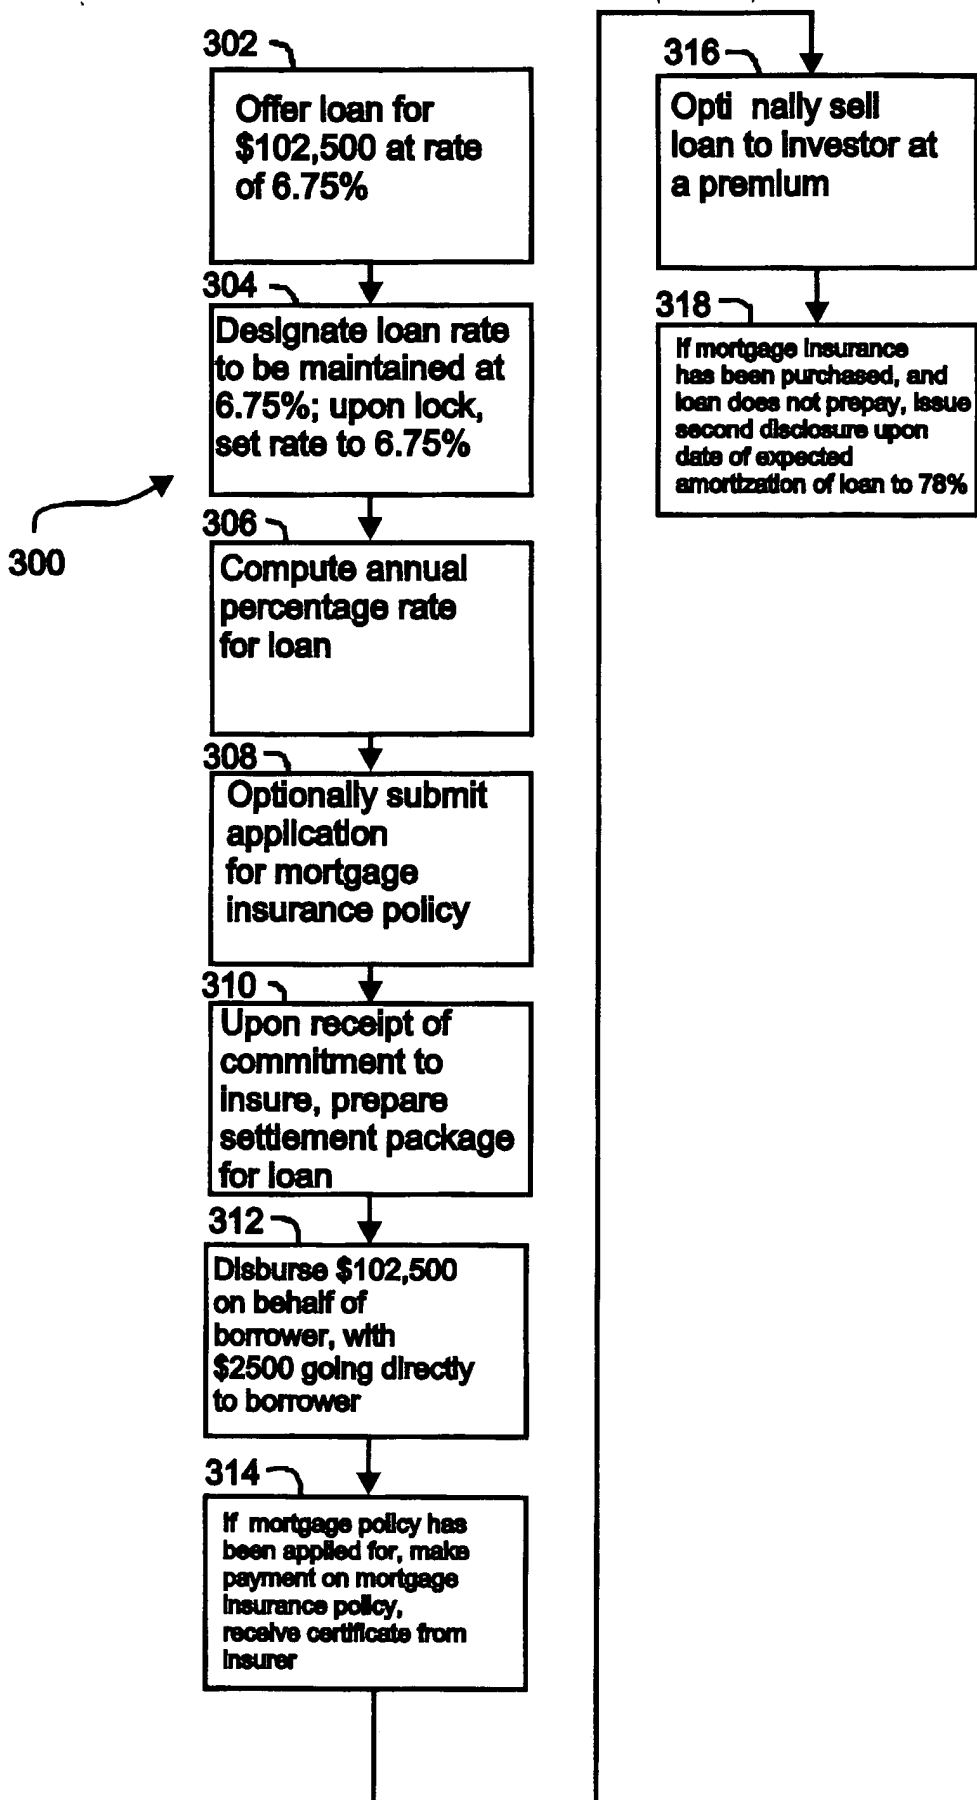 302
Offer loan for
$102,500 at rate
of 6.75%
304
Designate loan rate
to be maintained at
6.75%; upon lock,
set rate to 6.75%
300
306
Compute annual
percentage rate
for loan
308
Optionally submit
application
for mortgage
insurance policy
310
Upon receipt of
commitment to
insure, prepare
settlement package
for loan
312
Disburse $102,500
on behalf of
borrower, with
$2500 going directly
to borrower
314
If mortgage policy has
been applied for, make
payment on mortgage
insurance policy,
receive certificate from
insurer
316
Opti nally sell
loan to investor at
a premium
318
If mortgage insurance
has been purchased, and
loan does not prepay, issue
second disclosure upon
date of expected
amortization of loan to 78%